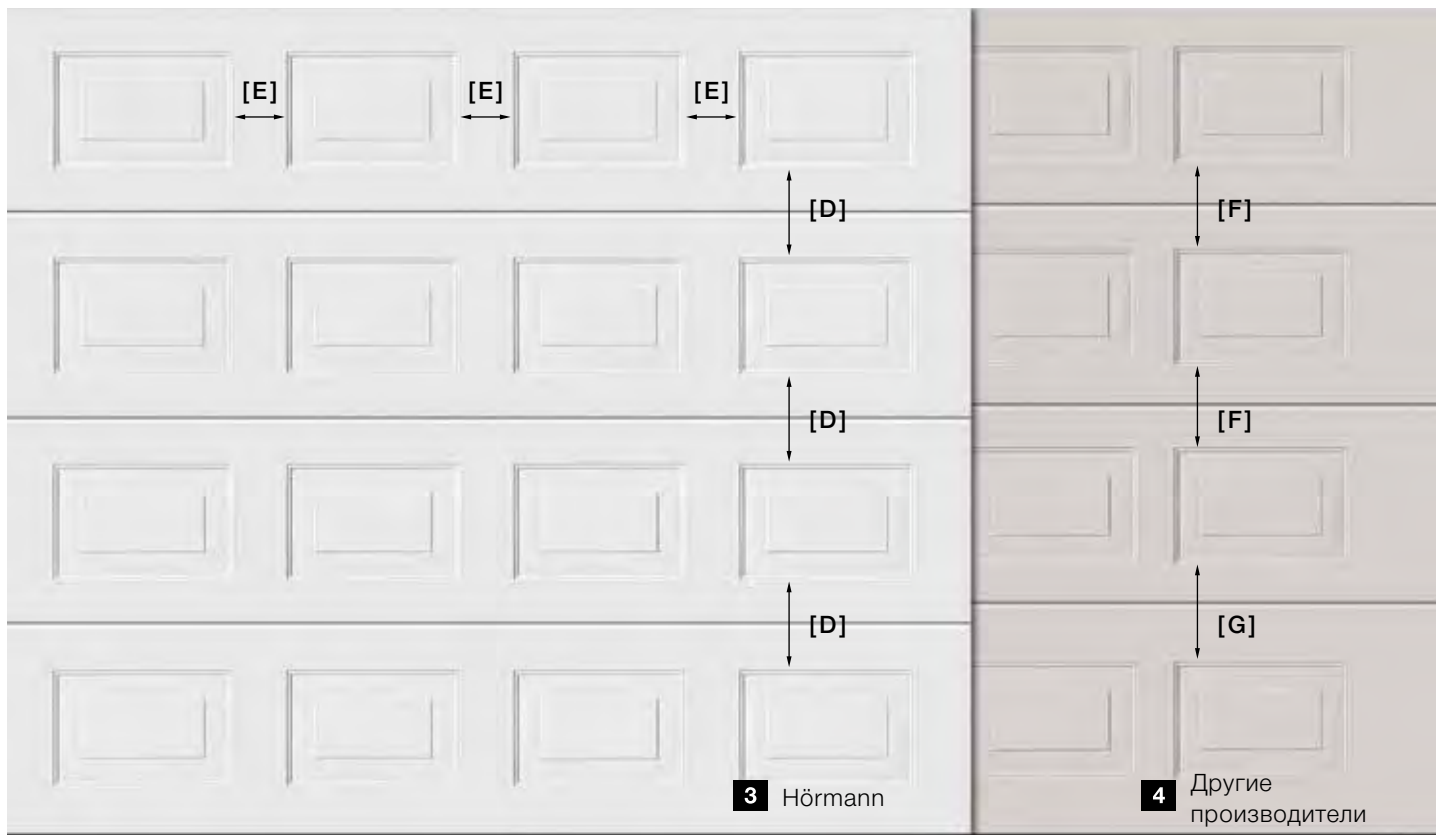 [E] [E] [E]
[D] [F]
[D] [F]
[D] [G]
3 Hörmann
4 Другие
производители